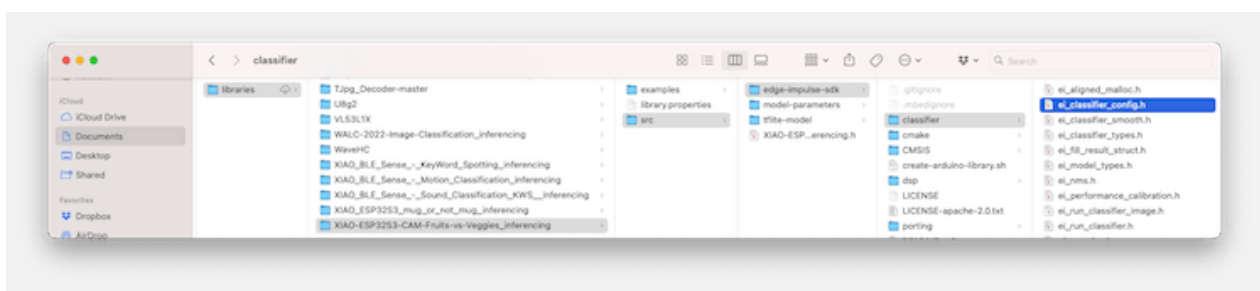 classifier
Search
iCloud
iCloud Drive
Documents
Desktop
Shared
Favorites
Dropbox
AirDrop
libraries
TJpg_Decoder-master
U8g2
VL53L1X
WALC-2022-Image-Classification_inferencing
WaveHC
XIAO_BLE_Sense_-_KeyWord_Spotting_inferencing
XIAO_BLE_Sense_-_Motion_Classification_inferencing
XIAO_BLE_Sense_-_Sound_Classification_KWS__inferencing
XIAO_ESP32S3_mug_or_not_mug_inferencing
XIAO-ESP32S3-CAM-Fruits-vs-Veggies_inferencing
examples
library.properties
src
edge-impulse-sdk
model-parameters
tflite-model
XIAO-ESP...erencing.h
.gitignore
.mbedignore
classifier
cmake
CMSIS
create-arduino-library.sh
dsp
LICENSE
LICENSE-apache-2.0.txt
porting
ei_aligned_malloc.h
ei_classifier_config.h
ei_classifier_smooth.h
ei_classifier_types.h
ei_fill_result_struct.h
ei_model_types.h
ei_nms.h
ei_performance_calibration.h
ei_run_classifier_image.h
ei_run_classifier.h